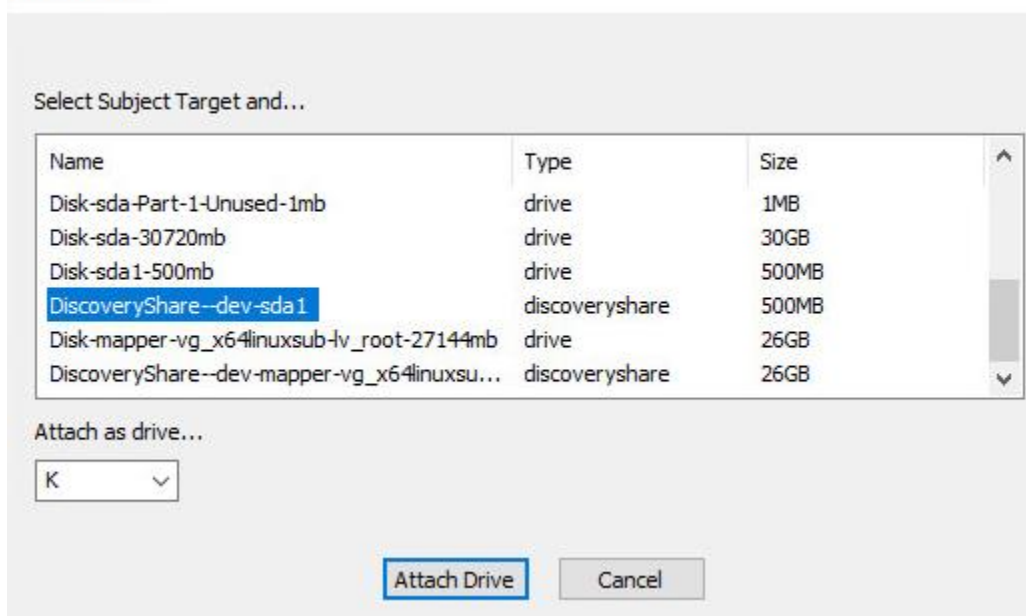 Select Subject Target and...
Name Type Size
Disk-sda-Part-1-Unused-1mb drive 1MB
Disk-sda-30720mb drive 30GB
Disk-sda1-500mb drive 500MB
DiscoveryShare--dev-sda1 discoveryshare 500MB
Disk-mapper-vg_x64linuxsub-lv_root-27144mb drive 26GB
DiscoveryShare--dev-mapper-vg_x64linuxsu... discoveryshare 26GB
Attach as drive...
K
Attach Drive Cancel